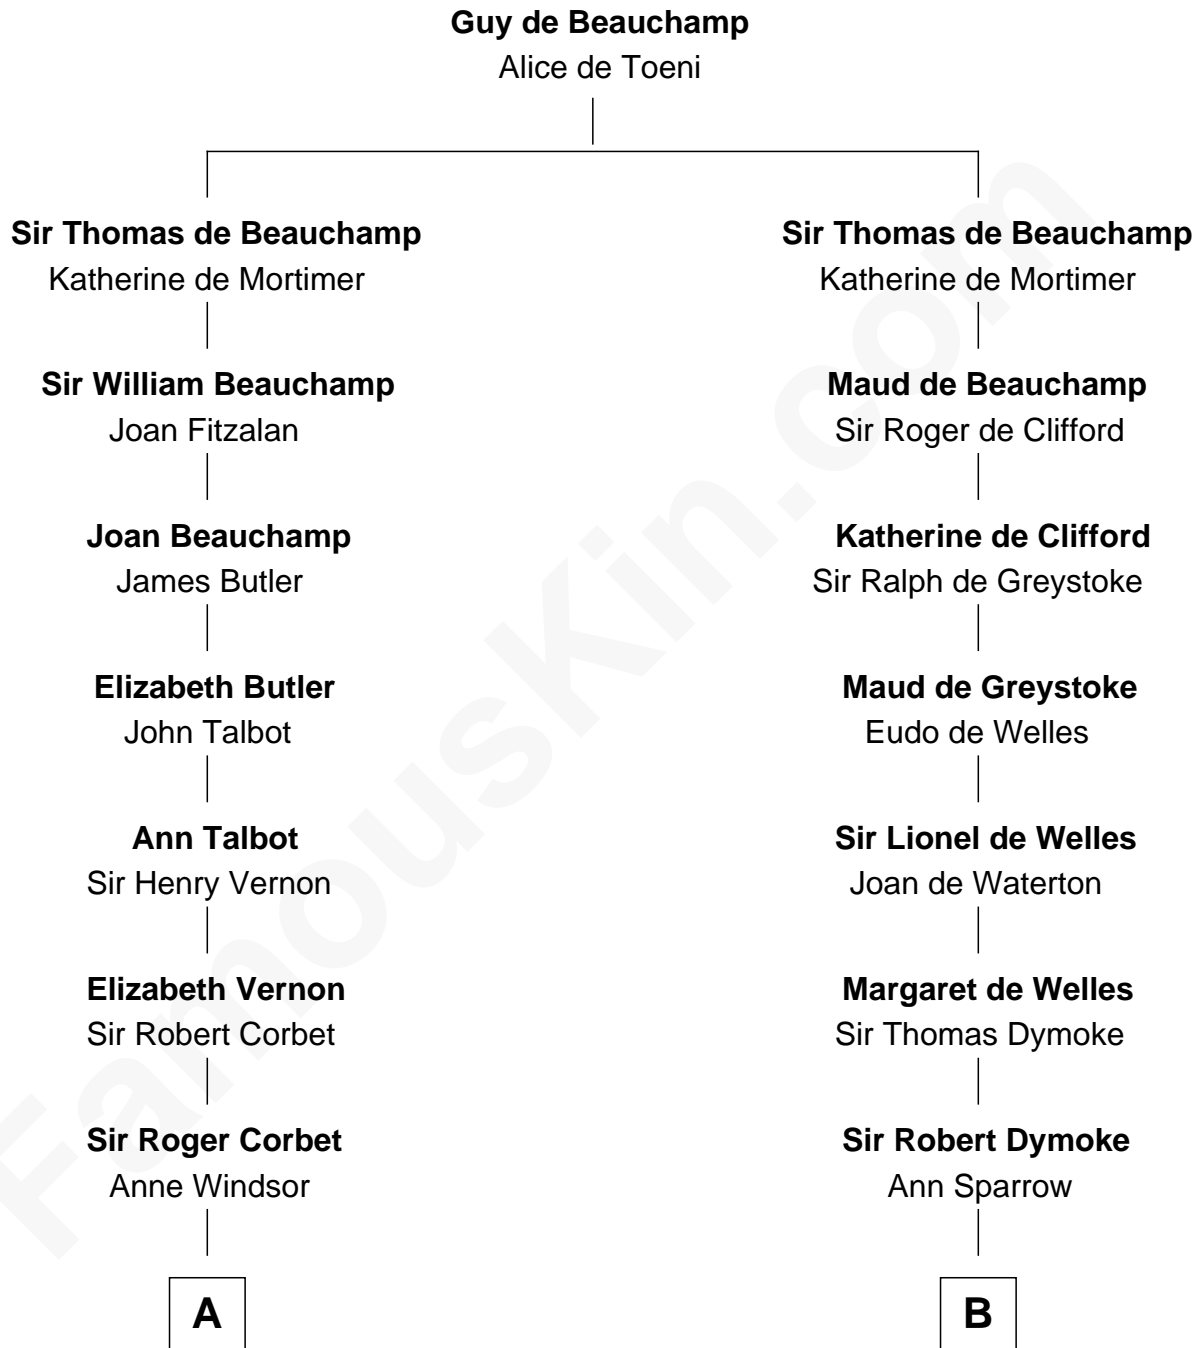 Guy de Beauchamp
Alice de Toeni
Sir Thomas de Beauchamp
Katherine de Mortimer
Sir William Beauchamp
Joan Fitzalan
Joan Beauchamp
James Butler
Elizabeth Butler
John Talbot
Ann Talbot
Sir Henry Vernon
Elizabeth Vernon
Sir Robert Corbet
Sir Roger Corbet
Anne Windsor
A
Sir Thomas de Beauchamp
Katherine de Mortimer
Maud de Beauchamp
Sir Roger de Clifford
Katherine de Clifford
Sir Ralph de Greystoke
Maud de Greystoke
Eudo de Welles
Sir Lionel de Welles
Joan de Waterton
Margaret de Welles
Sir Thomas Dymoke
Sir Robert Dymoke
Ann Sparrow
B
FamousKin.com